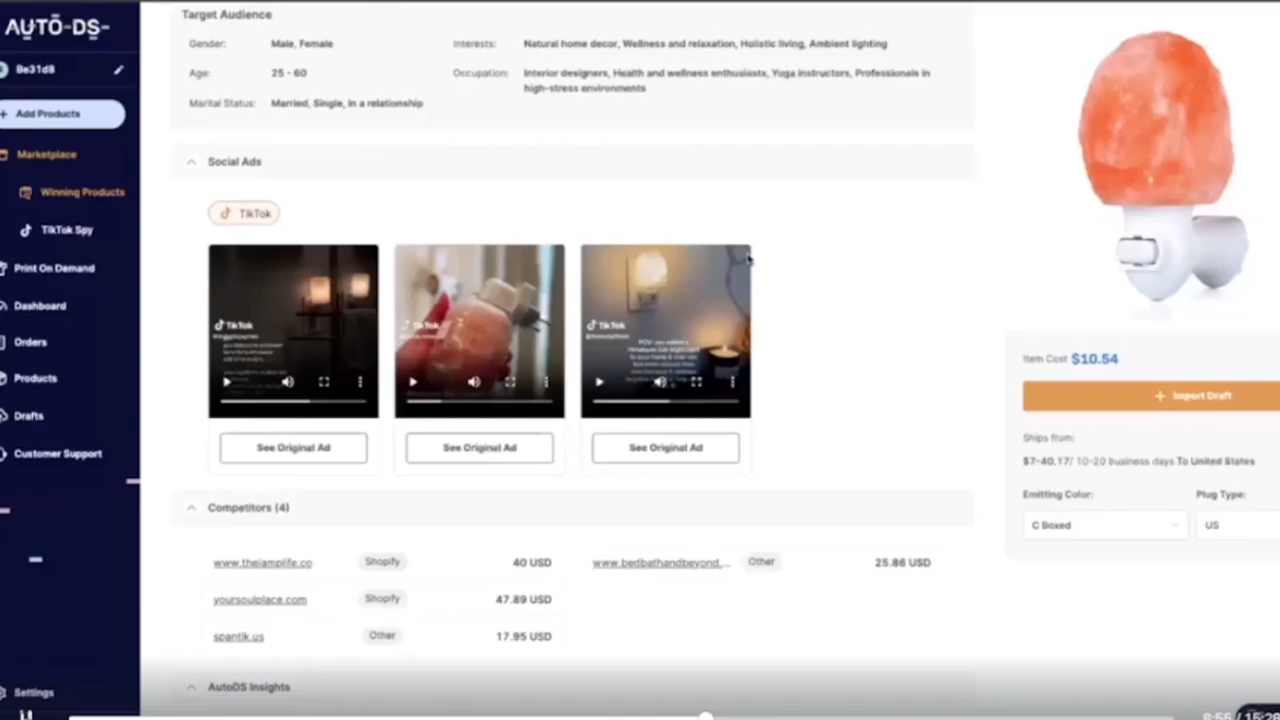 AUTO-DS-
Be31d8
+ Add Products
Marketplace
Winning Products
TikTok Spy
Print On Demand
Dashboard
Orders
Products
Drafts
Customer Support
Settings
Target Audience
Gender: Male, Female
Interests: Natural home decor, Wellness and relaxation, Holistic living, Ambient lighting
Age: 25 - 60
Occupation: Interior designers, Health and wellness enthusiasts, Yoga Instructors, Professionals in
high-stress environments
Marital Status: Married, Single, In a relationship
Social Ads
TikTok
TikTok
TikTok
TikTok
See Original Ad
See Original Ad
See Original Ad
Competitors (4)
www.thelamplife.co Shopify 40 USD
www.bedbathandbeyond.... Other 25.86 USD
yoursoulplace.com Shopify 47.89 USD
spantik.us Other 17.95 USD
AutoDS Insights
Item Cost $10.54
+ Import Draft
Ships from:
$7-40.17/ 10-20 business days To United States
Emitting Color:
Plug Type:
C Boxed
US